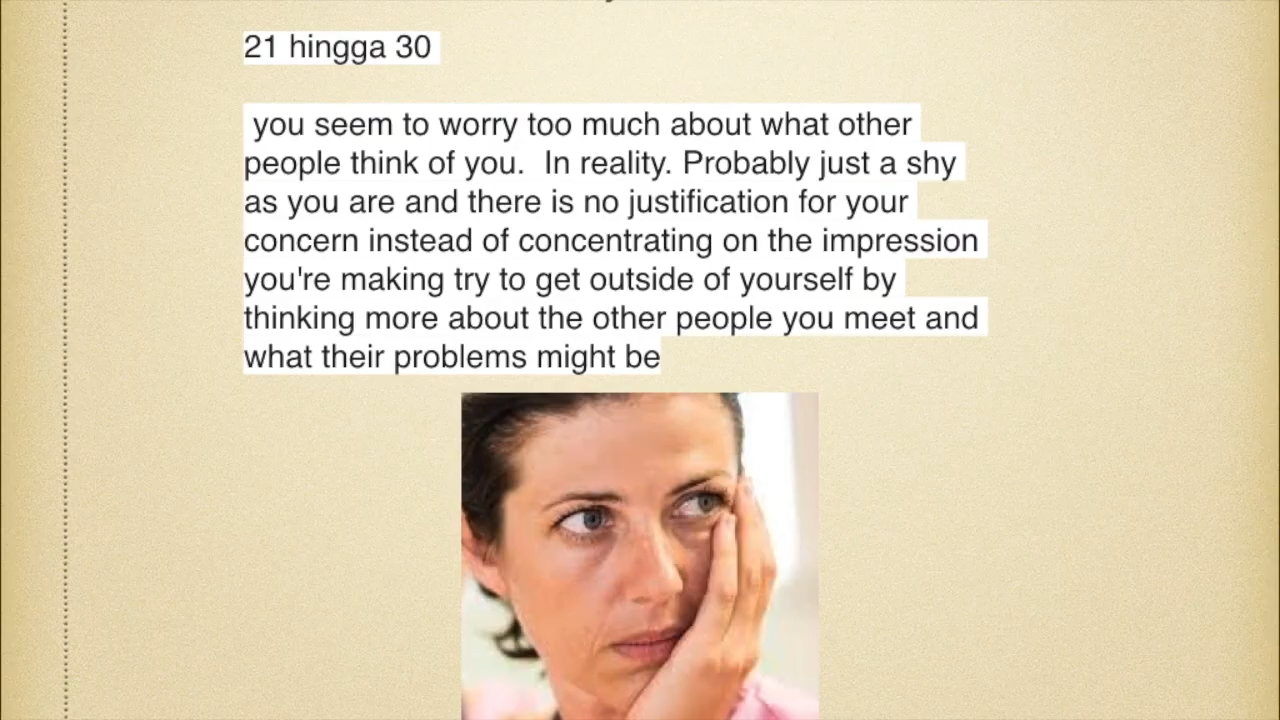 21 hingga 30
you seem to worry too much about what other
people think of you.  In reality. Probably just a shy
as you are and there is no justification for your
concern instead of concentrating on the impression
you're making try to get outside of yourself by
thinking more about the other people you meet and
what their problems might be